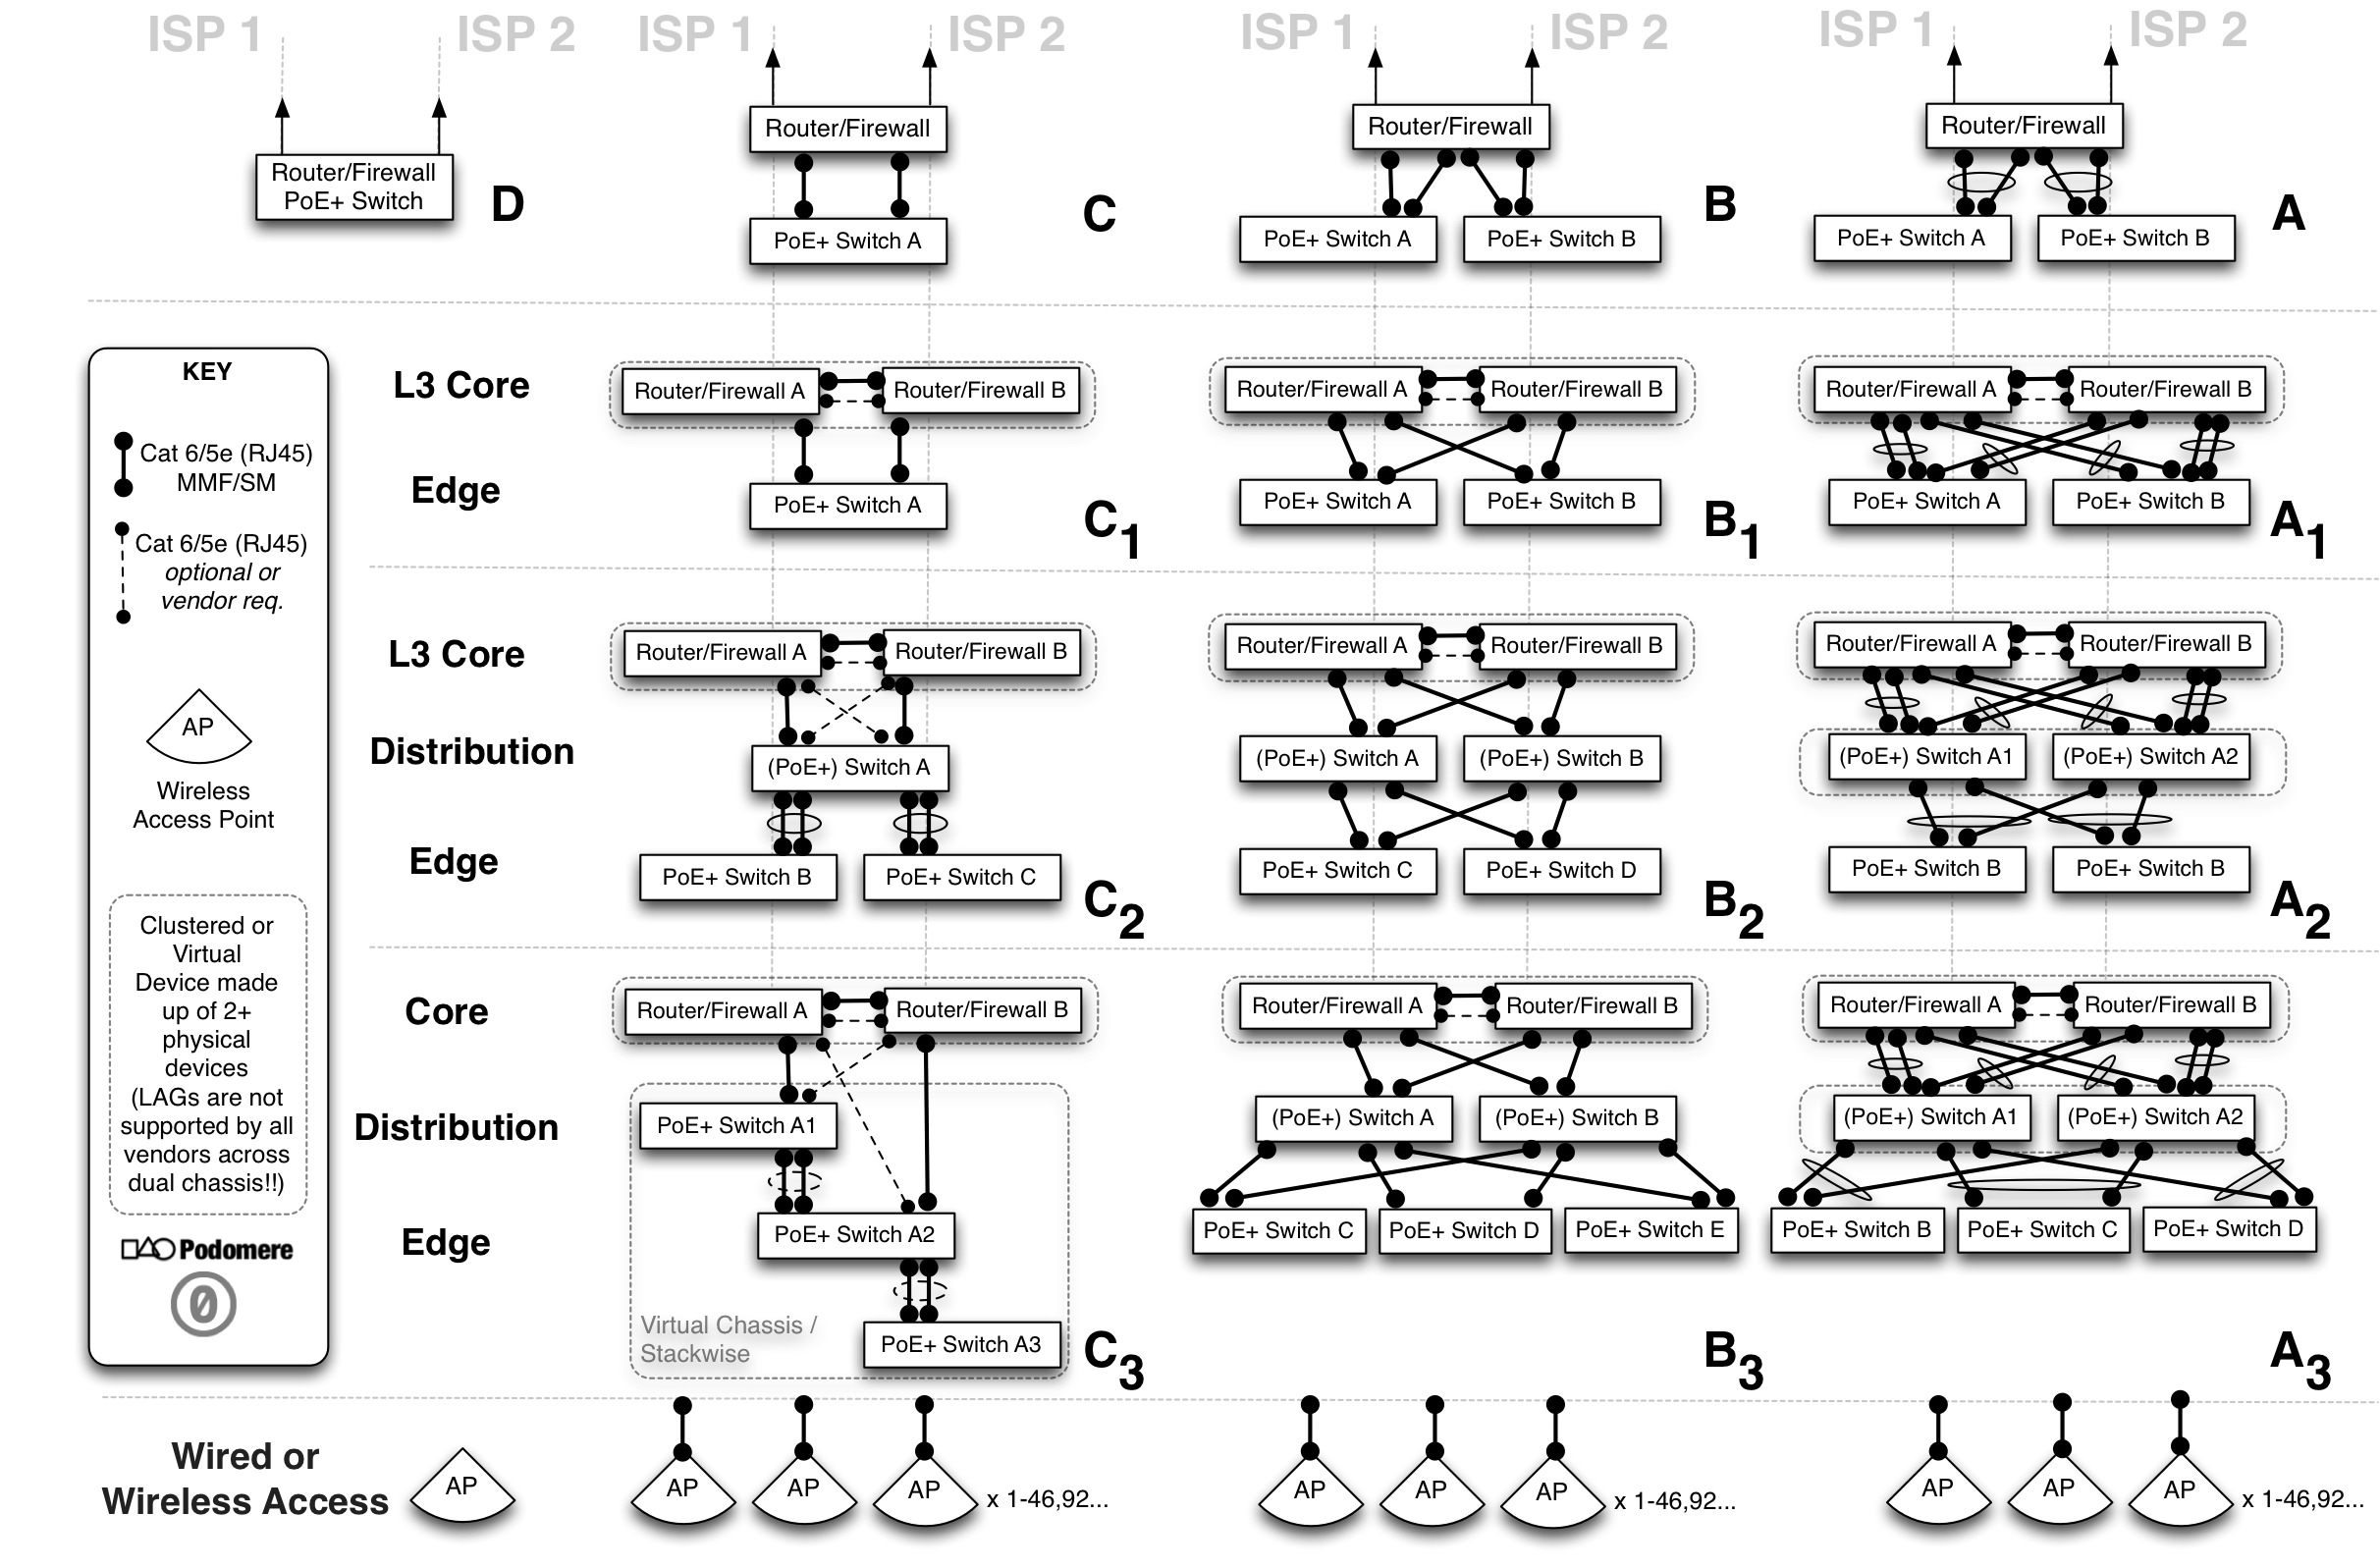 ISP 1
ISP 2
ISP 1
ISP 2
ISP 1
ISP 2
ISP 1
ISP 2
Router/Firewall
PoE+ Switch
D
Router/Firewall
PoE+ Switch A
C
Router/Firewall
PoE+ Switch A
PoE+ Switch B
B
Router/Firewall
PoE+ Switch A
PoE+ Switch B
A
KEY
Cat 6/5e (RJ45)
MMF/SM
Cat 6/5e (RJ45)
optional or
vendor req.
AP
Wireless
Access Point
Clustered or
Virtual
Device made
up of 2+
physical
devices
(LAGs are not
supported by all
vendors across
dual chassis!!)
Podomere
0
L3 Core
Edge
Router/Firewall A
Router/Firewall B
PoE+ Switch A
C1
Router/Firewall A
Router/Firewall B
PoE+ Switch A
PoE+ Switch B
B1
Router/Firewall A
Router/Firewall B
PoE+ Switch A
PoE+ Switch B
A1
L3 Core
Distribution
Edge
Router/Firewall A
Router/Firewall B
(PoE+) Switch A
PoE+ Switch B
PoE+ Switch C
C2
Router/Firewall A
Router/Firewall B
(PoE+) Switch A
(PoE+) Switch B
PoE+ Switch C
PoE+ Switch D
B2
Router/Firewall A
Router/Firewall B
(PoE+) Switch A1
(PoE+) Switch A2
PoE+ Switch B
PoE+ Switch B
A2
Core
Distribution
Edge
Router/Firewall A
Router/Firewall B
PoE+ Switch A1
PoE+ Switch A2
PoE+ Switch A3
Virtual Chassis /
Stackwise
C3
Router/Firewall A
Router/Firewall B
(PoE+) Switch A
(PoE+) Switch B
PoE+ Switch C
PoE+ Switch D
PoE+ Switch E
B3
Router/Firewall A
Router/Firewall B
(PoE+) Switch A1
(PoE+) Switch A2
PoE+ Switch B
PoE+ Switch C
PoE+ Switch D
A3
Wired or
Wireless Access
AP
AP
AP
AP
x 1-46,92...
AP
AP
AP
x 1-46,92...
AP
AP
AP
x 1-46,92...